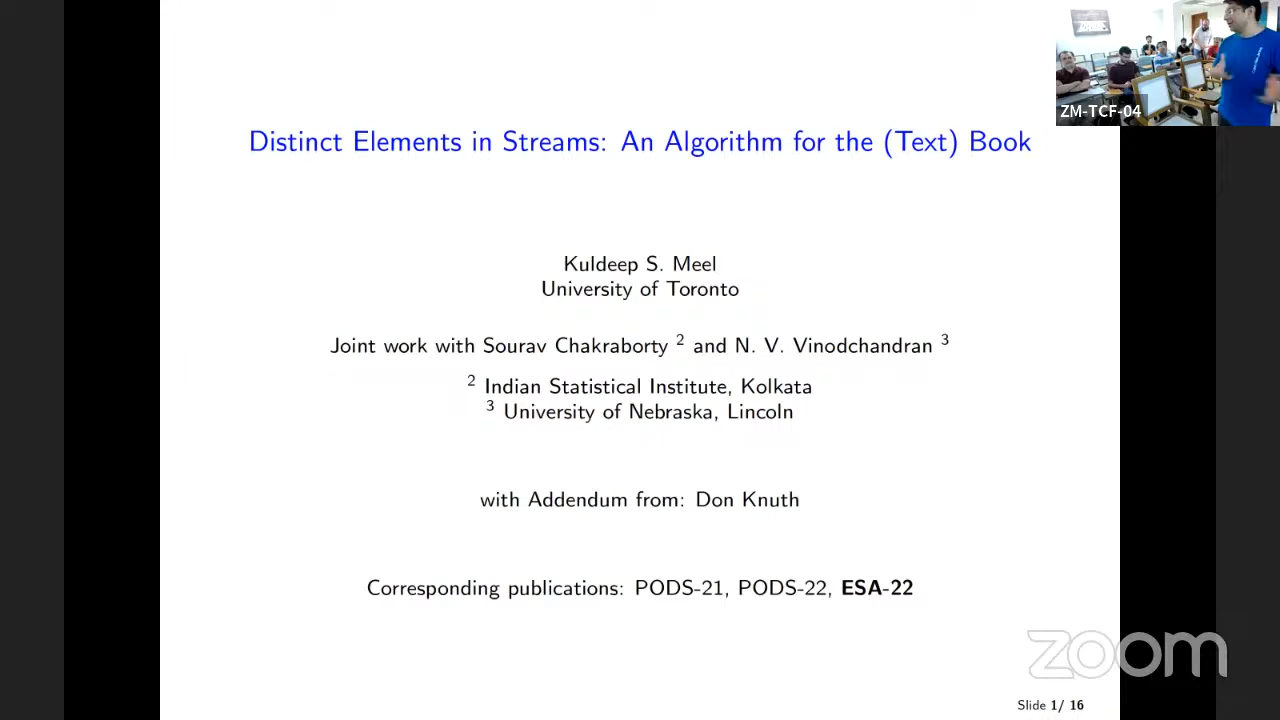 ZM-TCF-04
Distinct Elements in Streams: An Algorithm for the (Text) Book
Kuldeep S. Meel
University of Toronto
Joint work with Sourav Chakraborty 2 and N. V. Vinodchandran 3
2 Indian Statistical Institute, Kolkata
3 University of Nebraska, Lincoln
with Addendum from: Don Knuth
Corresponding publications: PODS-21, PODS-22, ESA-22
zoom
Slide 1/ 16